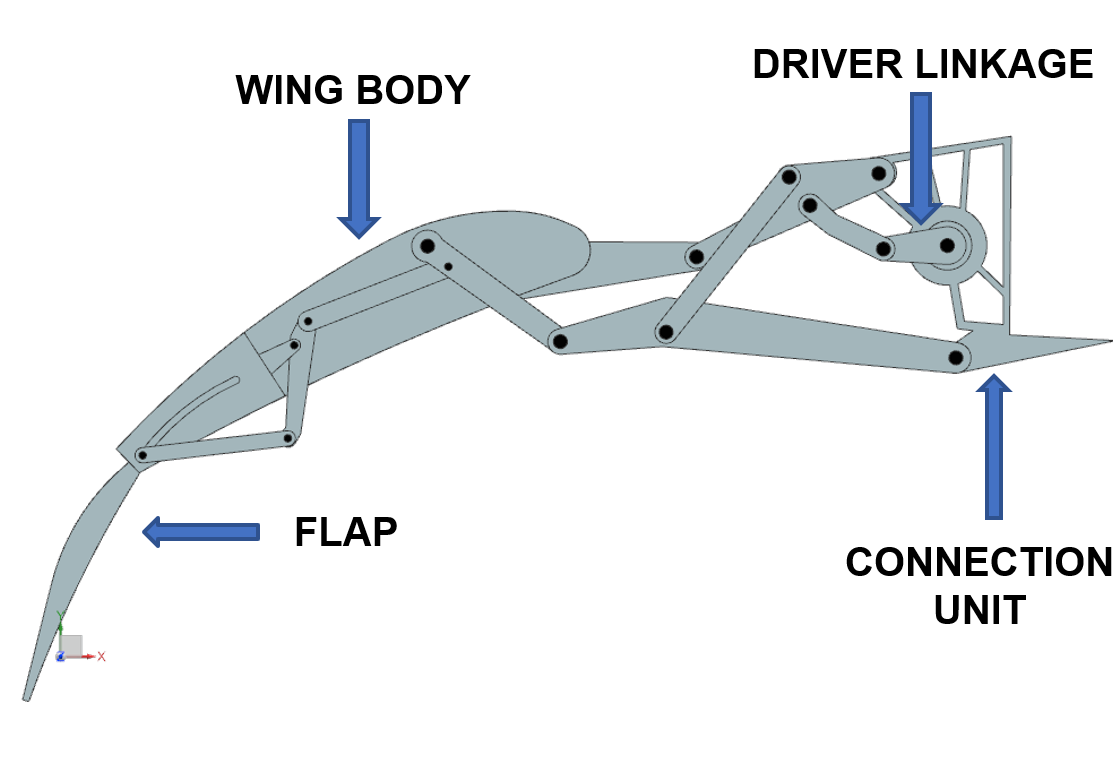 DRIVER LINKAGE
WING BODY
FLAP
CONNECTION
UNIT
Y
X
Z